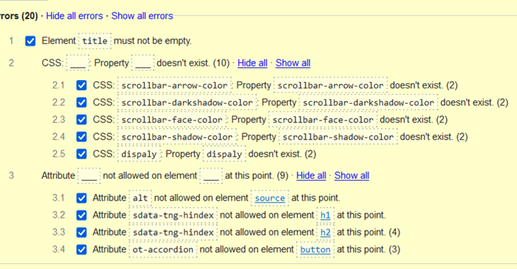 rrors (20) · Hide all errors · Show all errors
1 Element title must not be empty.
2 CSS: ___: Property ___ doesn't exist. (10) · Hide all · Show all
2.1 CSS: scrollbar-arrow-color: Property scrollbar-arrow-color doesn't exist. (2)
2.2 CSS: scrollbar-darkshadow-color: Property scrollbar-darkshadow-color doesn't exist. (2)
2.3 CSS: scrollbar-face-color: Property scrollbar-face-color doesn't exist. (2)
2.4 CSS: scrollbar-shadow-color: Property scrollbar-shadow-color doesn't exist. (2)
2.5 CSS: dispaly: Property dispaly doesn't exist. (2)
3 Attribute ___ not allowed on element ___ at this point. (9) · Hide all · Show all
3.1 Attribute alt not allowed on element source at this point.
3.2 Attribute sdata-tng-hindex not allowed on element h1 at this point.
3.3 Attribute sdata-tng-hindex not allowed on element h2 at this point. (4)
3.4 Attribute ot-accordion not allowed on element button at this point. (3)